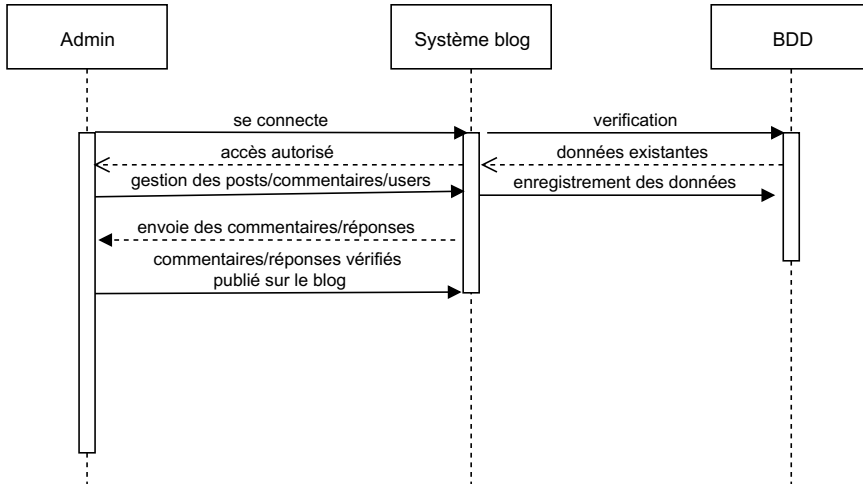 Admin
Système blog
BDD
se connecte
verification
accès autorisé
données existantes
gestion des posts/commentaires/users
enregistrement des données
envoie des commentaires/réponses
commentaires/réponses vérifiés
publié sur le blog